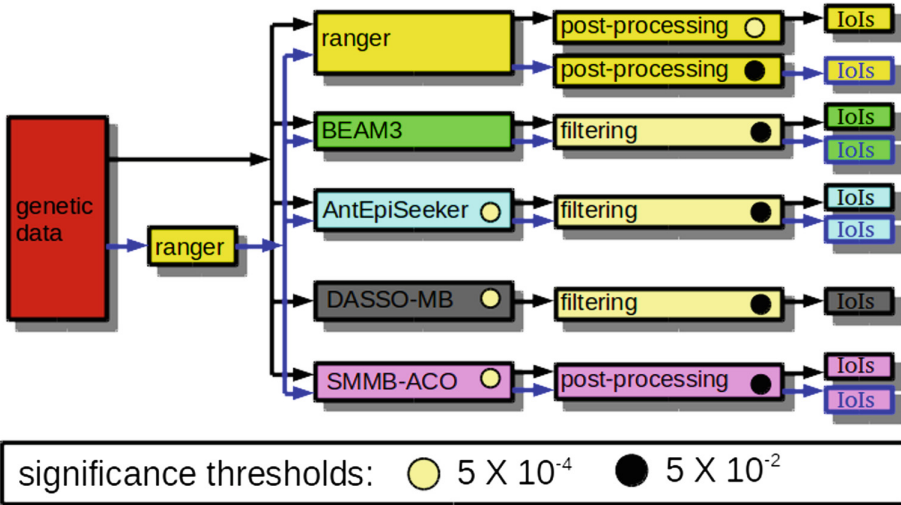 genetic
data
ranger
ranger
post-processing
IoIs
post-processing
IoIs
BEAM3
filtering
IoIs
IoIs
AntEpiSeeker
filtering
IoIs
IoIs
DASSO-MB
filtering
IoIs
SMMB-ACO
post-processing
IoIs
IoIs
significance thresholds: 5 X 10⁻⁴ 5 X 10⁻²